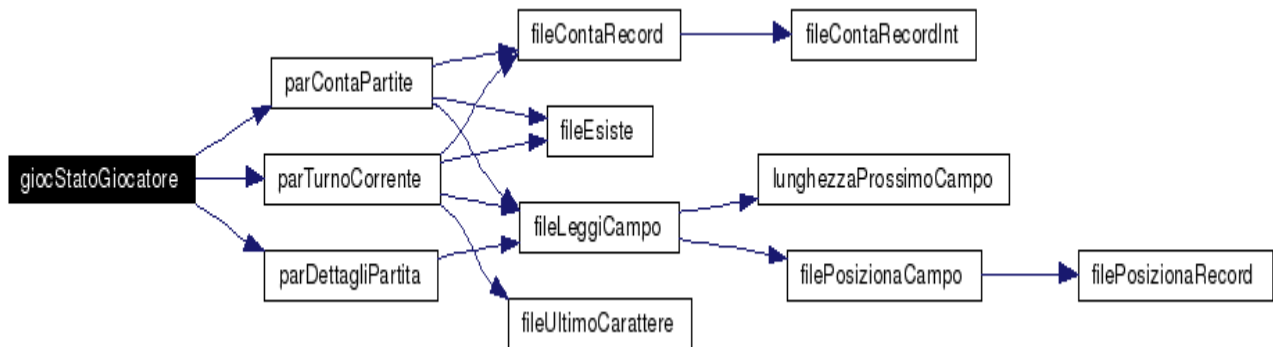 giocStatoGiocatore
parContaPartite
parTurnoCorrente
parDettagliPartita
fileContaRecord
fileEsiste
fileLeggiCampo
fileUltimoCarattere
fileContaRecordInt
lunghezzaProssimoCampo
filePosizionaCampo
filePosizionaRecord